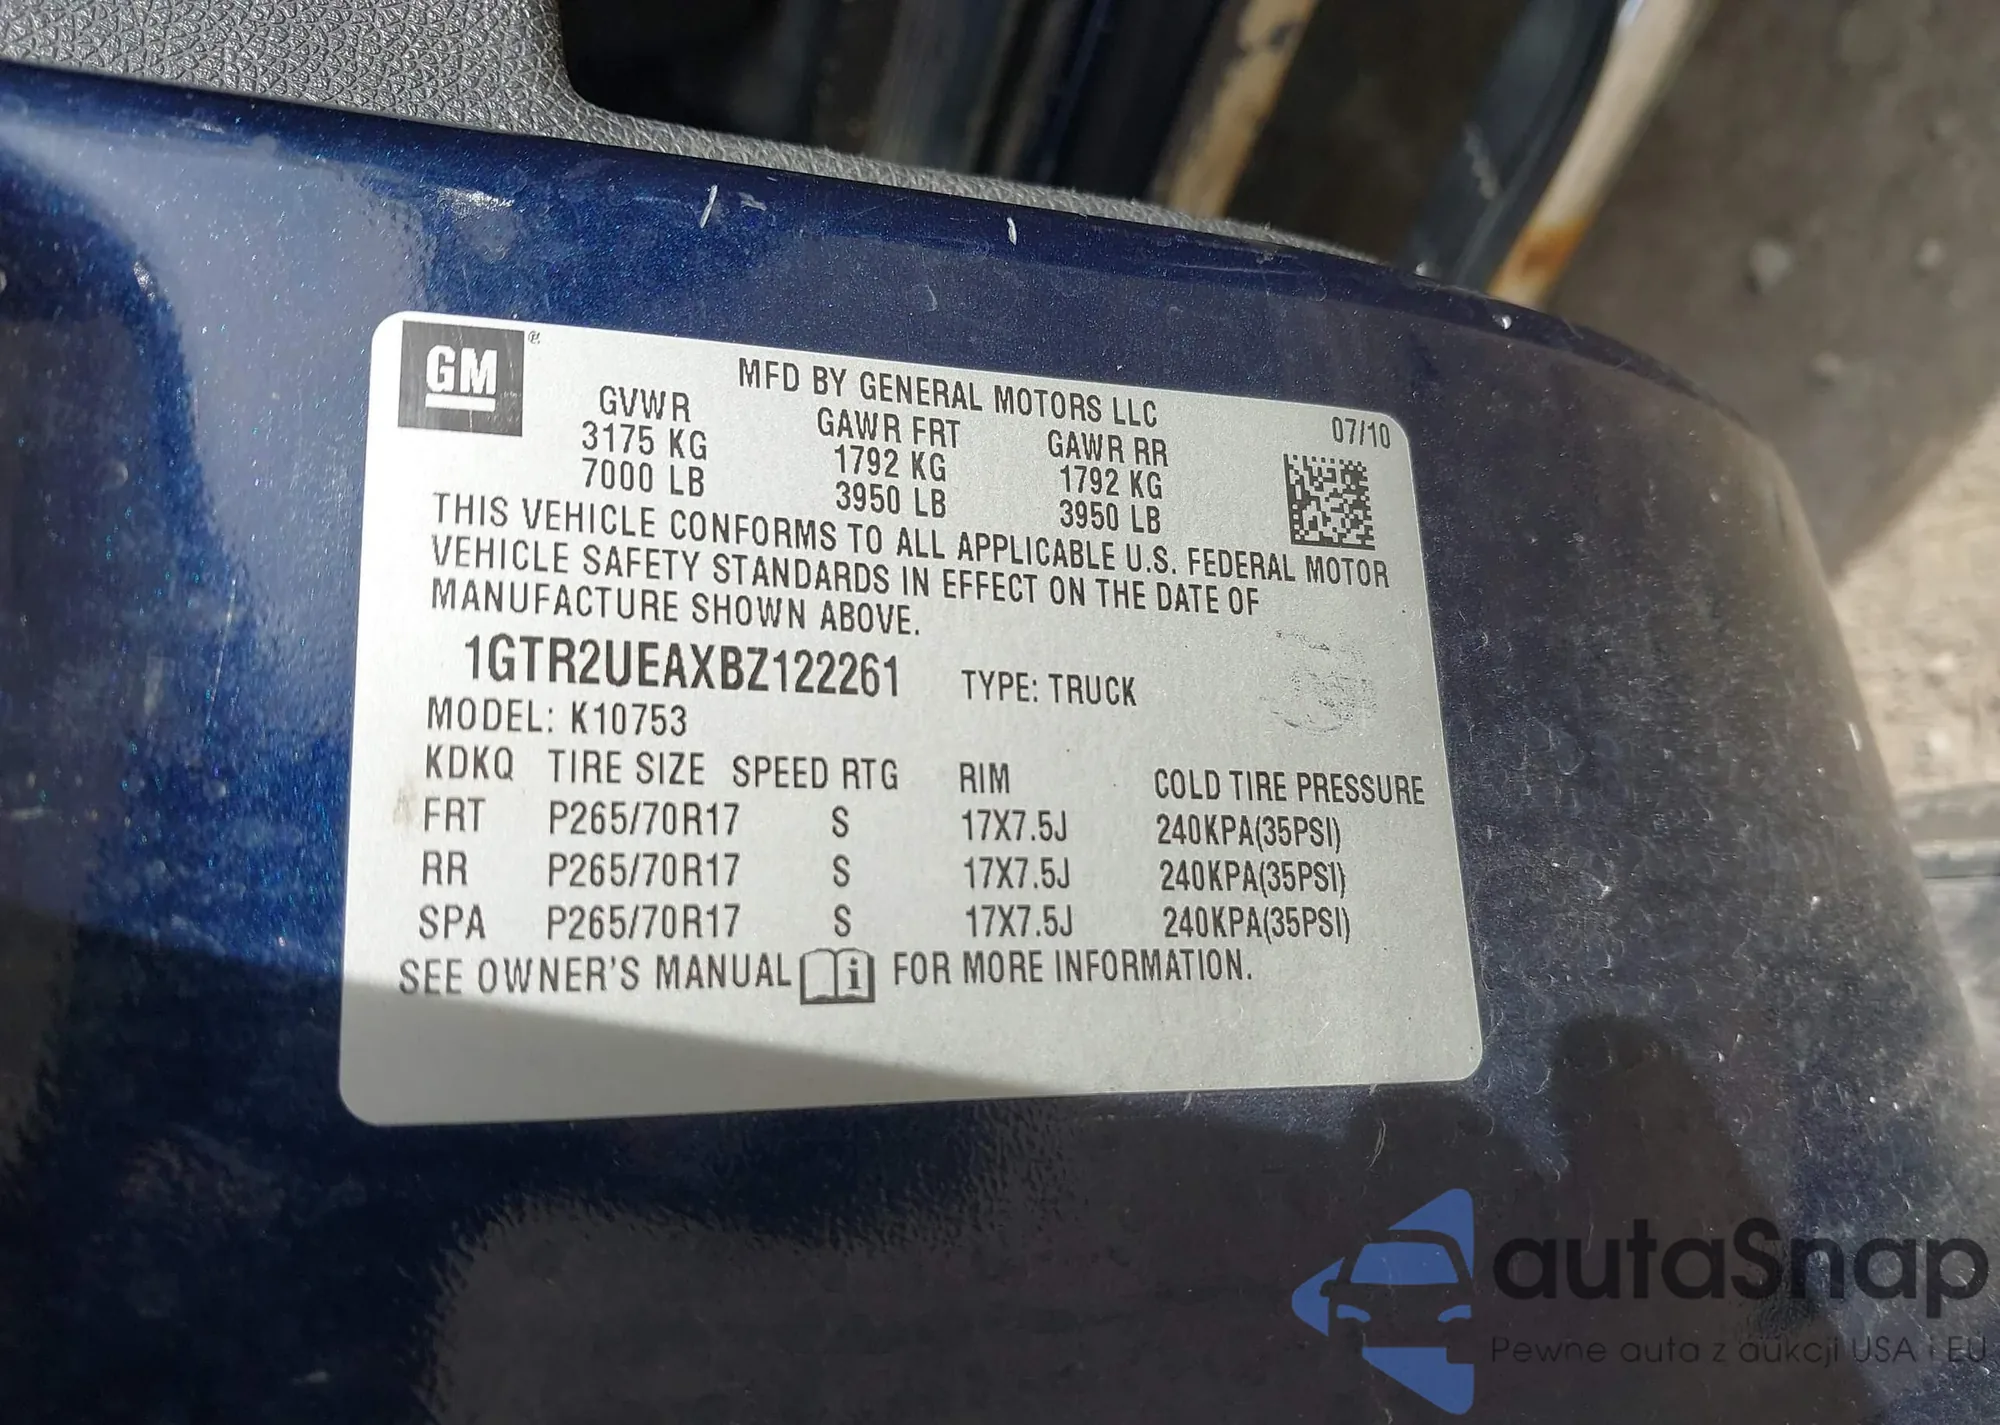 GM
MFD BY GENERAL MOTORS LLC
07/10
GVWR GAWR FRT GAWR RR
3175 KG 1792 KG 1792 KG
7000 LB 3950 LB 3950 LB
THIS VEHICLE CONFORMS TO ALL APPLICABLE U.S. FEDERAL MOTOR
VEHICLE SAFETY STANDARDS IN EFFECT ON THE DATE OF
MANUFACTURE SHOWN ABOVE.
1GTR2UEAXBZ122261 TYPE: TRUCK
MODEL: K10753
KDKQ TIRE SIZE SPEED RTG RIM COLD TIRE PRESSURE
FRT P265/70R17 S 17X7.5J 240KPA(35PSI)
RR P265/70R17 S 17X7.5J 240KPA(35PSI)
SPA P265/70R17 S 17X7.5J 240KPA(35PSI)
SEE OWNER'S MANUAL i FOR MORE INFORMATION.
autaSnap
Pewne auta z aukcji USA i EU